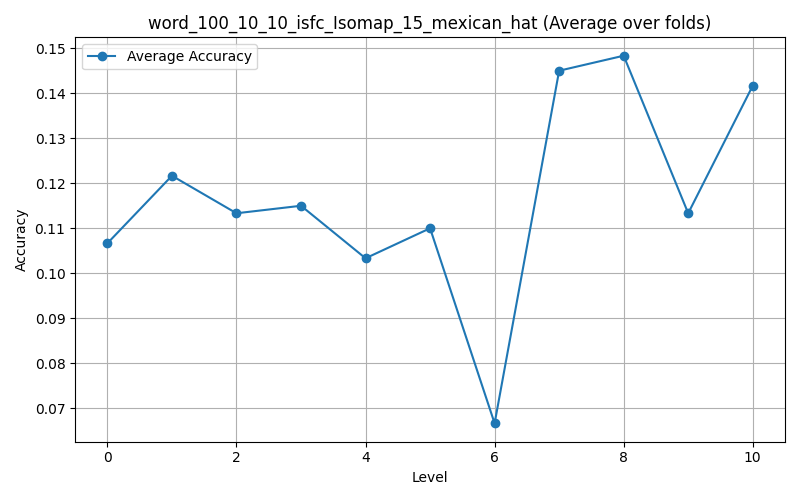 word_100_10_10_isfc_Isomap_15_mexican_hat (Average over folds)
Average Accuracy
0.15
0.14
0.13
0.12
0.11
0.10
0.09
0.08
0.07
Accuracy
0 2 4 6 8 10
Level